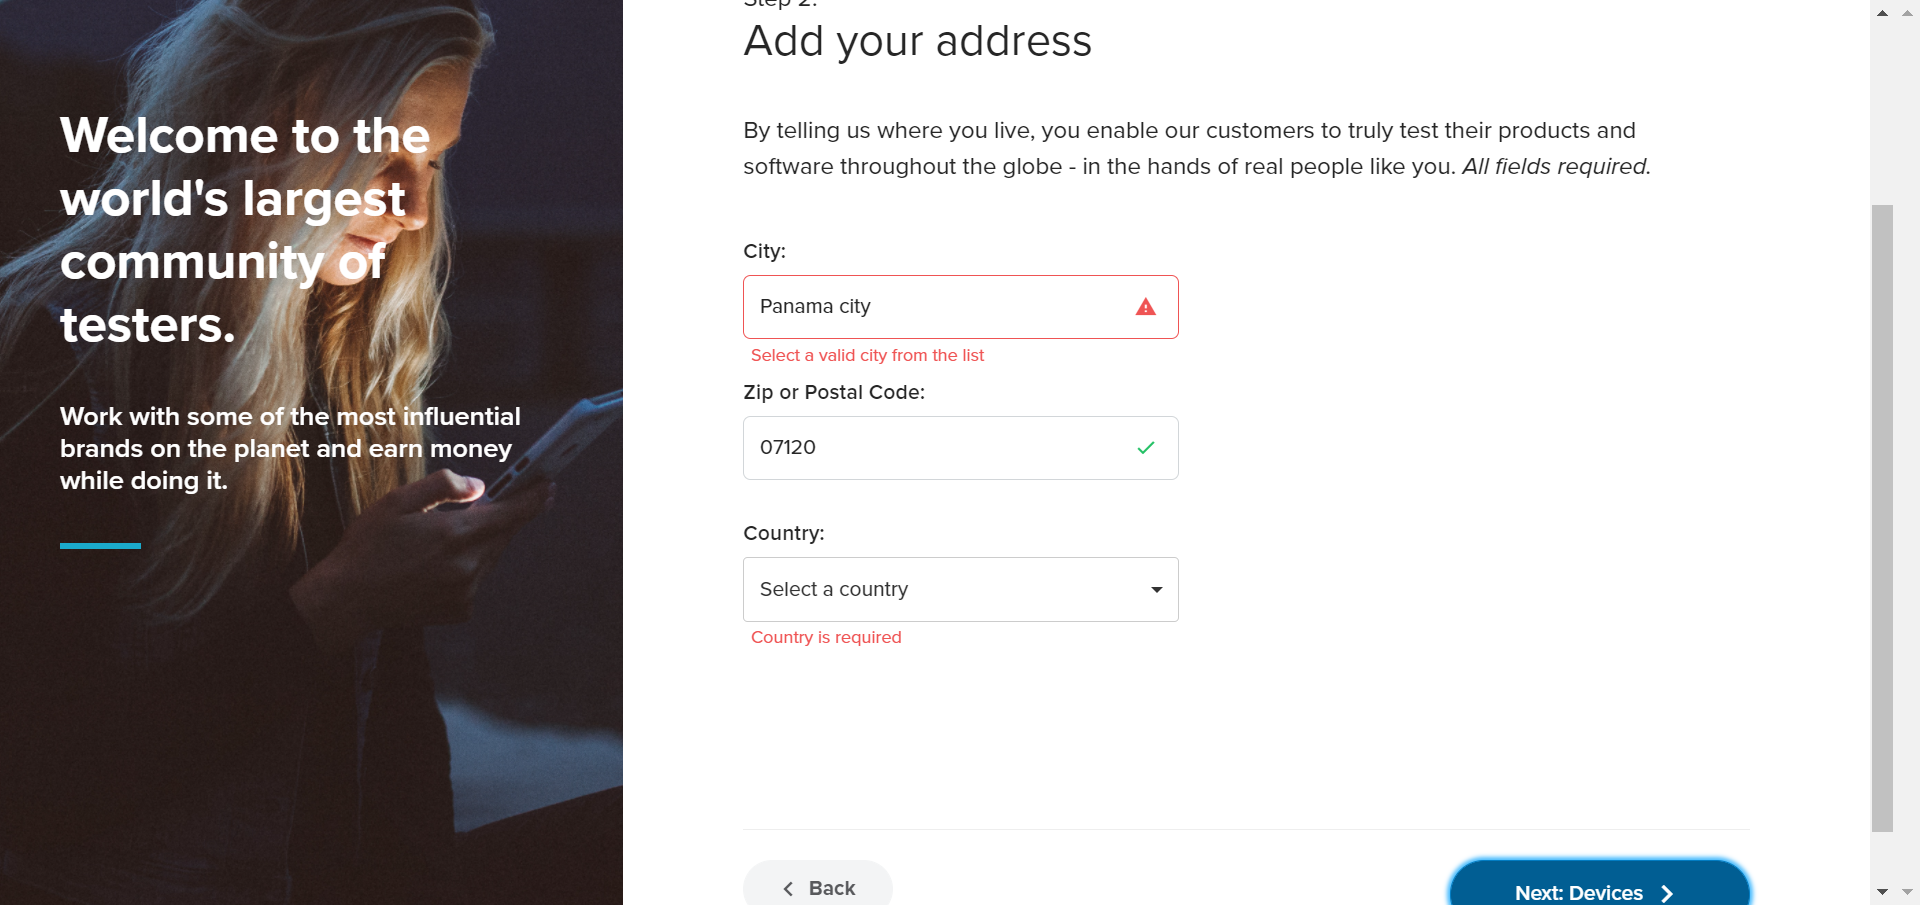 Welcome to the
world's largest
community of
testers.
Work with some of the most influential
brands on the planet and earn money
while doing it.
Step 2:
Add your address
By telling us where you live, you enable our customers to truly test their products and
software throughout the globe - in the hands of real people like you. All fields required.
City:
Panama city
Select a valid city from the list
Zip or Postal Code:
07120
Country:
Select a country
Country is required
Back
Next: Devices